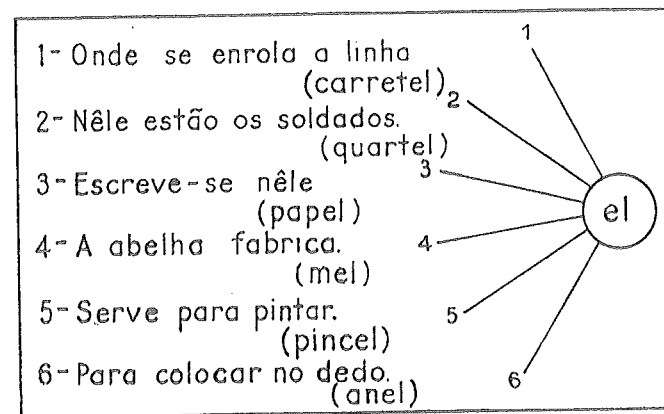 1- Onde se enrola a linha
(carretel)
2- Nêle estão os soldados.
(quartel)
3- Escreve-se nêle
(papel)
4- A abelha fabrica.
(mel)
5- Serve para pintar.
(pincel)
6- Para colocar no dedo.
(anel)
1
2
3
4
5
6
el